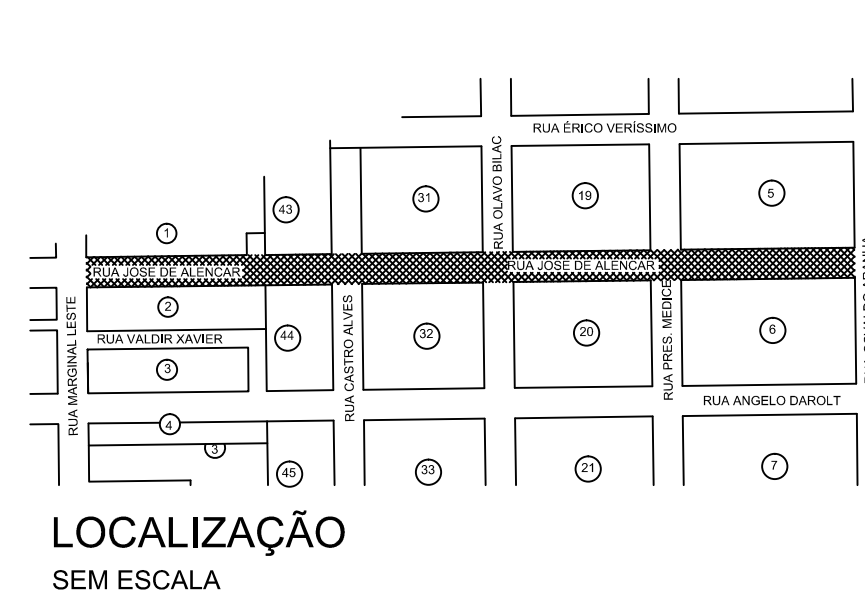 RUA ÉRICO VERÍSSIMO
RUA OLAVO BILAC
31
19
5
43
1
RUA JOSE DE ALENCAR
RUA JOSE DE ALENCAR
2
RUA MARGINAL LESTE
RUA VALDIR XAVIER
44
RUA CASTRO ALVES
32
20
RUA PRES. MEDICE
6
3
RUA ANGELO DAROLT
4
3
45
33
21
7
LOCALIZAÇÃO
SEM ESCALA